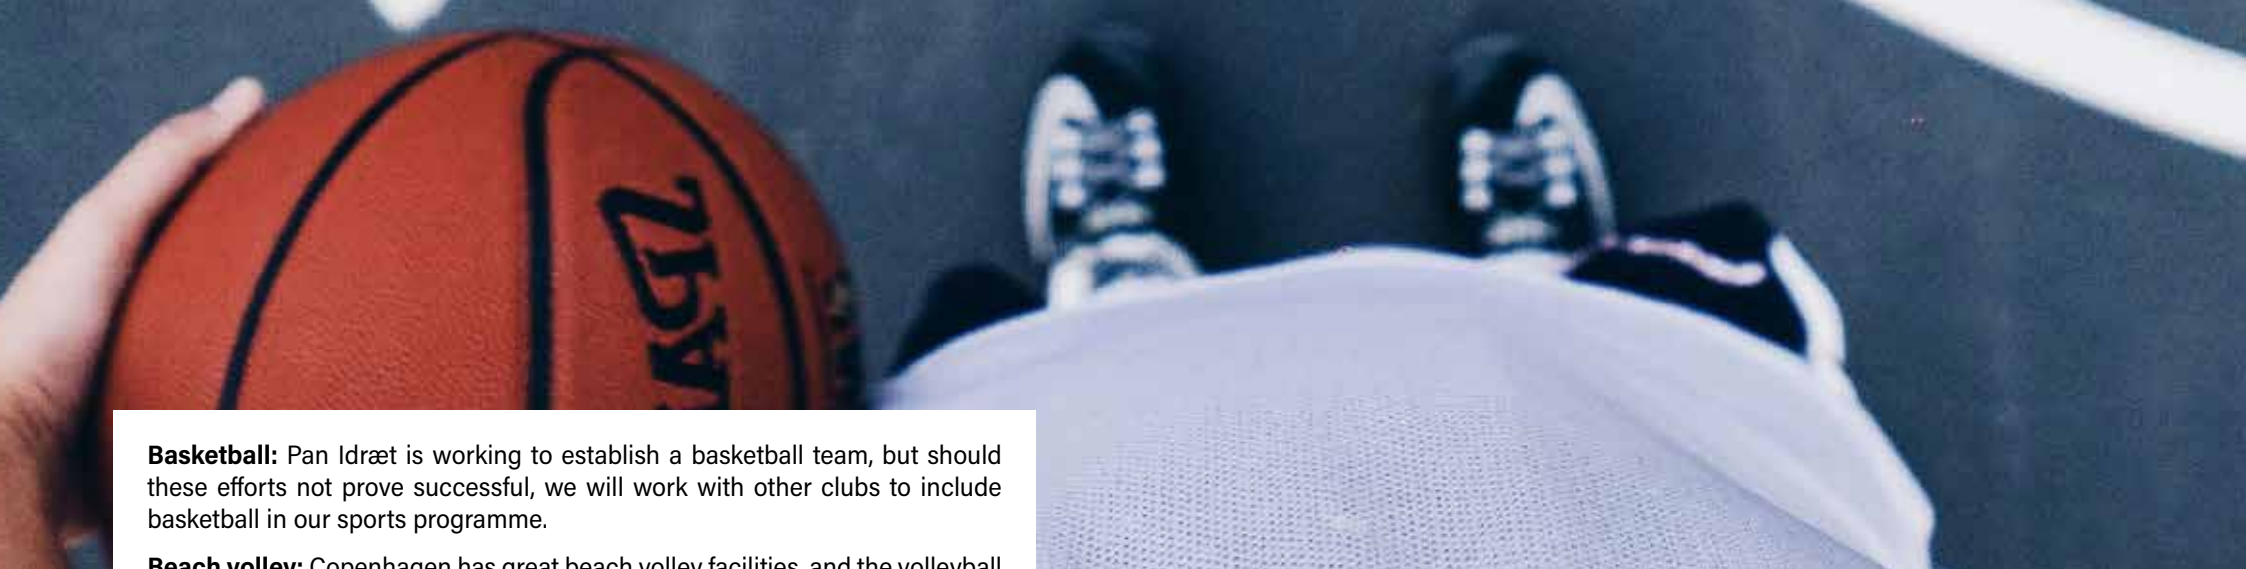 Basketball: Pan Idræt is working to establish a basketball team, but should
these efforts not prove successful, we will work with other clubs to include
basketball in our sports programme.
Beach volley: Copenhagen has great beach volley facilities, and the volleyball